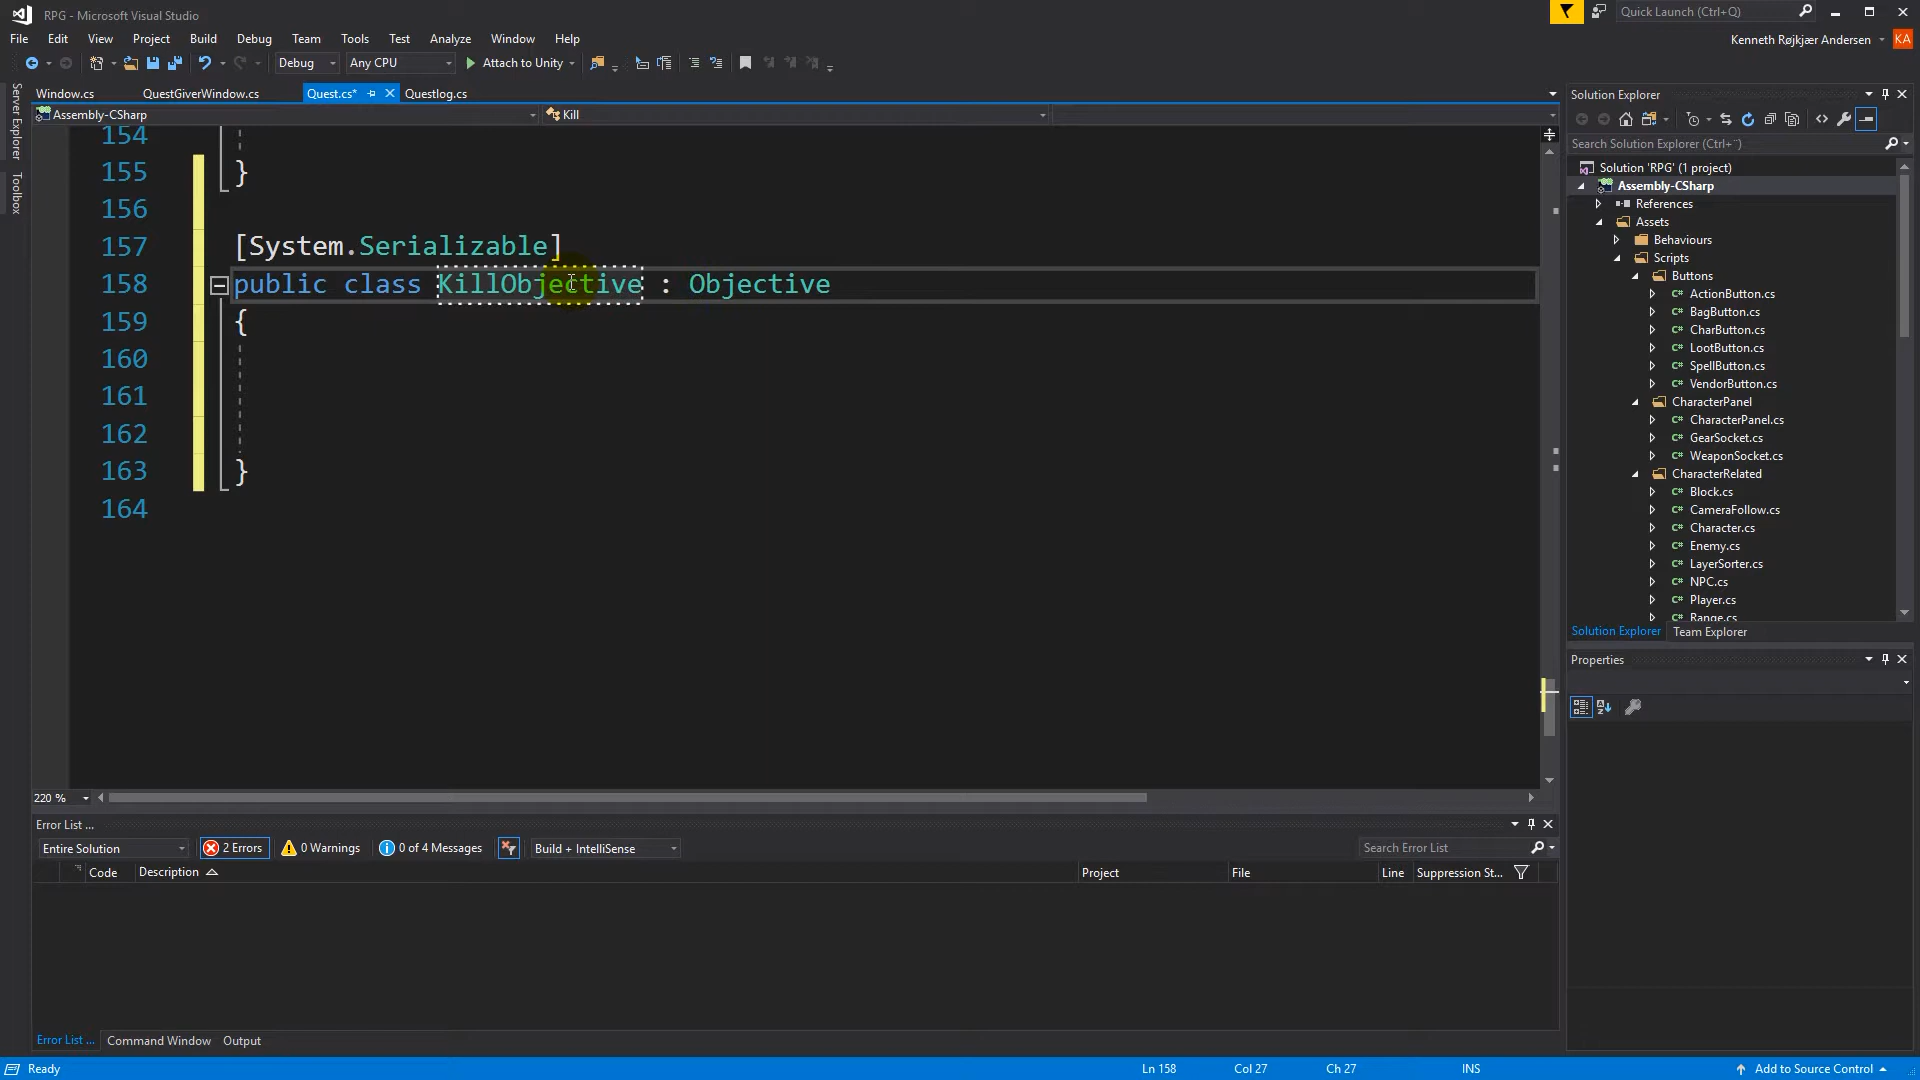 RPG - Microsoft Visual Studio
Quick Launch (Ctrl+Q)
File Edit View Project Build Debug Team Tools Test Analyze Window Help
Kenneth Røjkjær Andersen KA
Debug Any CPU Attach to Unity
Window.cs QuestGiverWindow.cs Quest.cs* Questlog.cs
Assembly-CSharp Kill
Server Explorer
Toolbox
154
155 }
156
157 [System.Serializable]
158 public class KillObjective : Objective
159 {
160
161
162
163 }
164
220 %
Solution Explorer
Search Solution Explorer (Ctrl+¨)
Solution 'RPG' (1 project)
Assembly-CSharp
References
Assets
Behaviours
Scripts
Buttons
C# ActionButton.cs
C# BagButton.cs
C# CharButton.cs
C# LootButton.cs
C# SpellButton.cs
C# VendorButton.cs
CharacterPanel
C# CharacterPanel.cs
C# GearSocket.cs
C# WeaponSocket.cs
CharacterRelated
C# Block.cs
C# CameraFollow.cs
C# Character.cs
C# Enemy.cs
C# LayerSorter.cs
C# NPC.cs
C# Player.cs
C# Range.cs
Solution Explorer Team Explorer
Properties
Error List ...
Entire Solution 2 Errors 0 Warnings 0 of 4 Messages Build + IntelliSense Search Error List
Code Description Project File Line Suppression St...
Error List ... Command Window Output
Ready Ln 158 Col 27 Ch 27 INS Add to Source Control